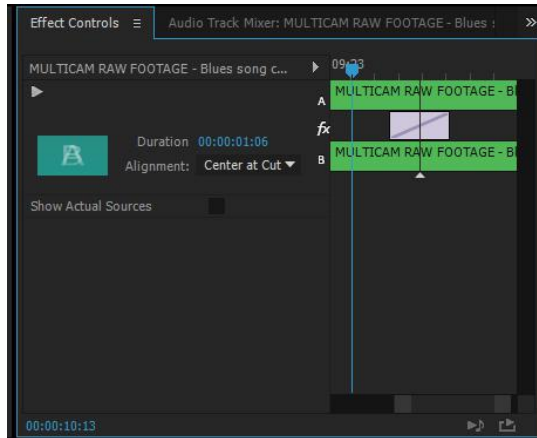 Effect Controls Audio Track Mixer: MULTICAM RAW FOOTAGE - Blues
09:23
MULTICAM RAW FOOTAGE - Blues song c...
A MULTICAM RAW FOOTAGE - Bl
fx
Duration 00:00:01:06
B MULTICAM RAW FOOTAGE - Bl
Alignment: Center at Cut
Show Actual Sources
00:00:10:13